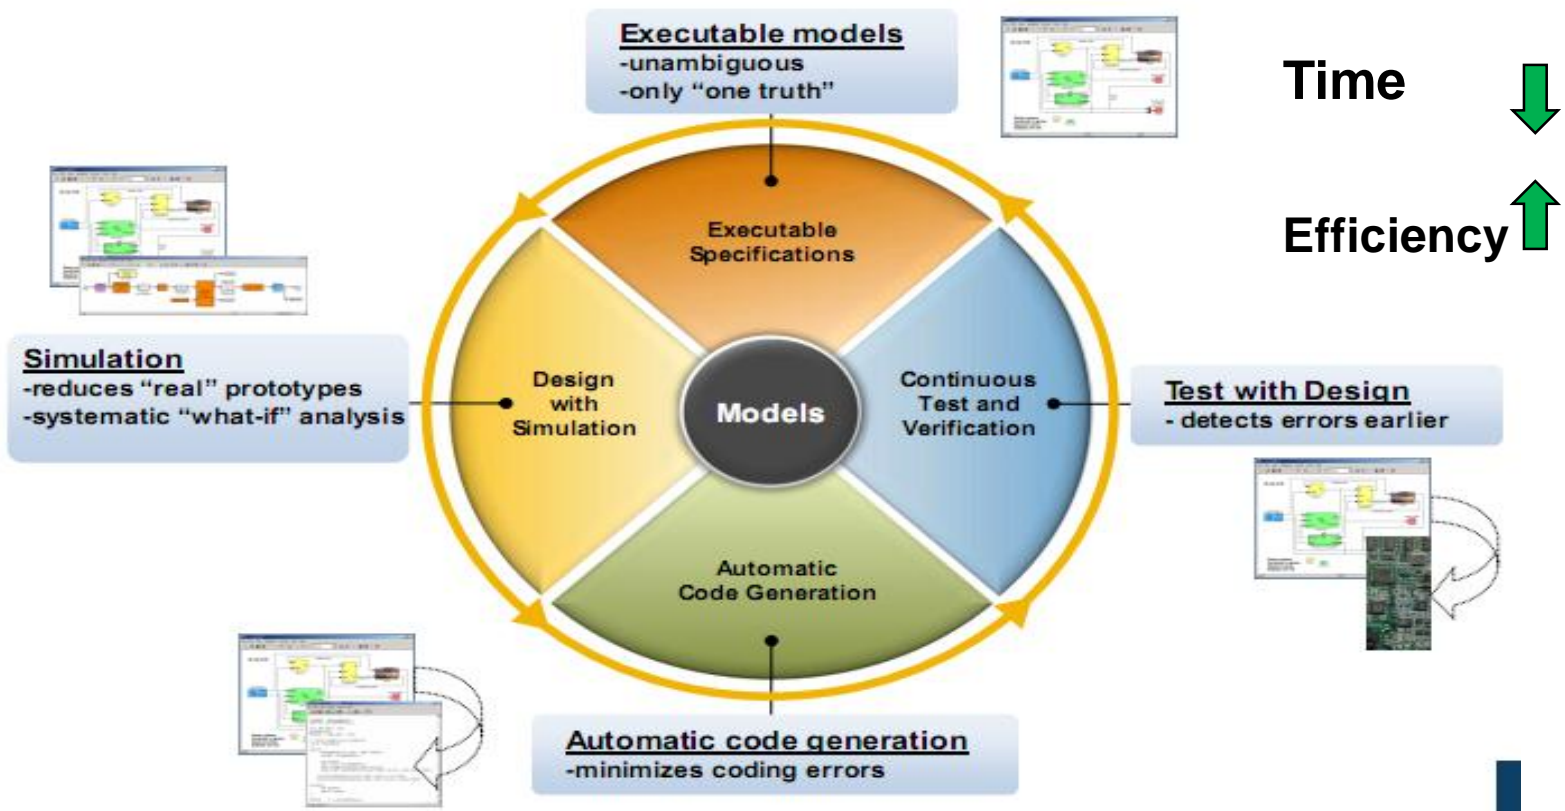 Executable models
-unambiguous
-only “one truth”
Time
Efficiency
Executable
Specifications
Simulation
-reduces “real” prototypes
-systematic “what-if” analysis
Design
with
Simulation
Models
Continuous
Test and
Verification
Test with Design
- detects errors earlier
Automatic
Code Generation
Automatic code generation
-minimizes coding errors